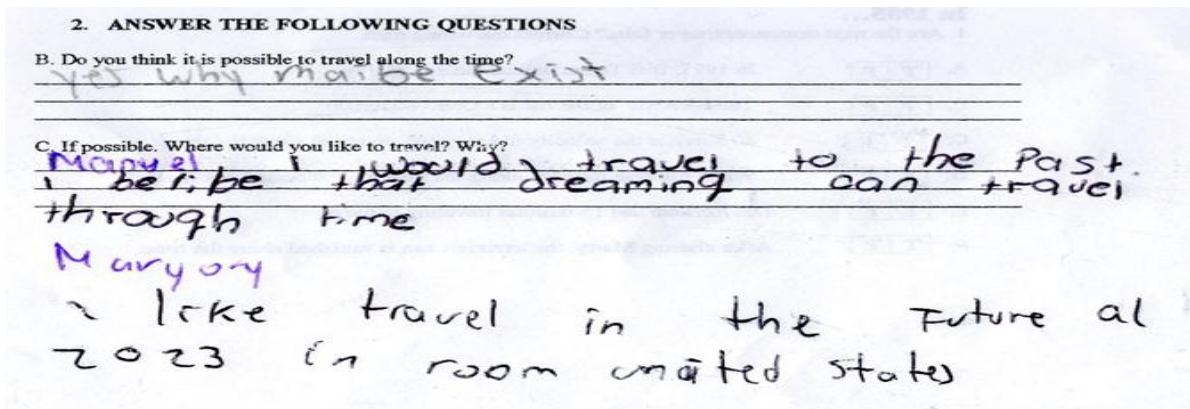 2. ANSWER THE FOLLOWING QUESTIONS
B. Do you think it is possible to travel along the time?
yes why maibe exist
C. If possible. Where would you like to travel? Why?
Manuel I would travel to the Past.
I belibe that dreaming can travel
through time
Maryory
I like travel in the Future al
2023 in room unated states